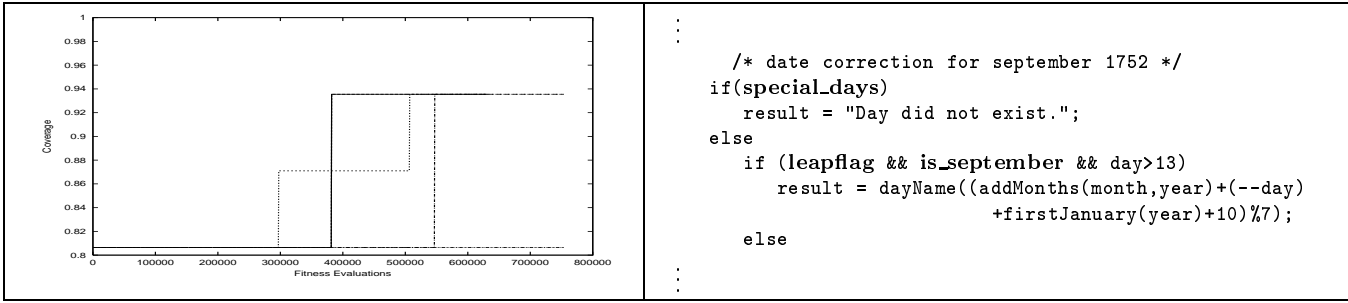 1
0.98
0.96
0.94
0.92
0.9
0.88
0.86
0.84
0.82
0.8
Coverage
0 100000 200000 300000 400000 500000 600000 700000 800000
Fitness Evaluations
.
.
.
/* date correction for september 1752 */
if(special_days)
result = "Day did not exist.";
else
if (leapflag && is_september && day>13)
result = dayName((addMonths(month,year)+(--day)
+firstJanuary(year)+10)%7);
else
.
.
.